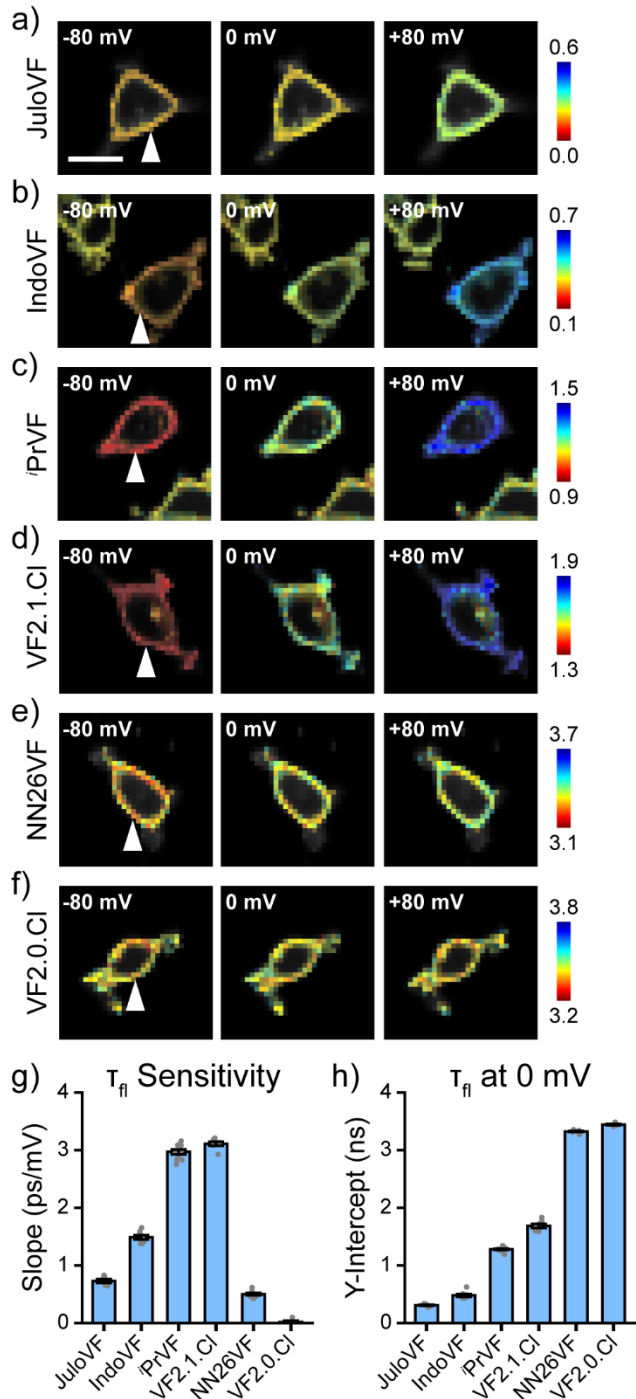 a)
JuloVF
-80 mV
0 mV
+80 mV
0.6
0.0
b)
IndoVF
-80 mV
0 mV
+80 mV
0.7
0.1
c)
iPrVF
-80 mV
0 mV
+80 mV
1.5
0.9
d)
VF2.1.Cl
-80 mV
0 mV
+80 mV
1.9
1.3
e)
NN26VF
-80 mV
0 mV
+80 mV
3.7
3.1
f)
VF2.0.Cl
-80 mV
0 mV
+80 mV
3.8
3.2
g) τfl Sensitivity
Slope (ps/mV)
4
3
2
1
0
JuloVF
IndoVF
iPrVF
VF2.1.Cl
NN26VF
VF2.0.Cl
h) τfl at 0 mV
Y-Intercept (ns)
4
3
2
1
0
JuloVF
IndoVF
iPrVF
VF2.1.Cl
NN26VF
VF2.0.Cl